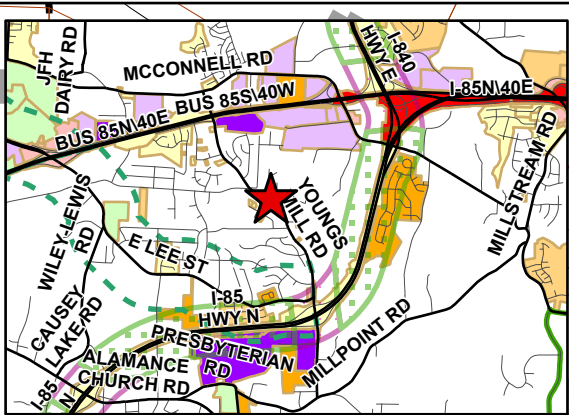 JFH
DAIRY RD
MCCONNELL RD
HWY E
I-840
I-85N\40E
BUS 85N\40E
BUS 85S\40W
MILLSTREAM RD
WILEY-LEWIS
RD
YOUNGS
MILL RD
E LEE ST
CAUSEY
LAKE RD
I-85
HWY N
PRESBYTERIAN
RD
MILLPOINT RD
ALAMANCE
CHURCH RD
I-85
N